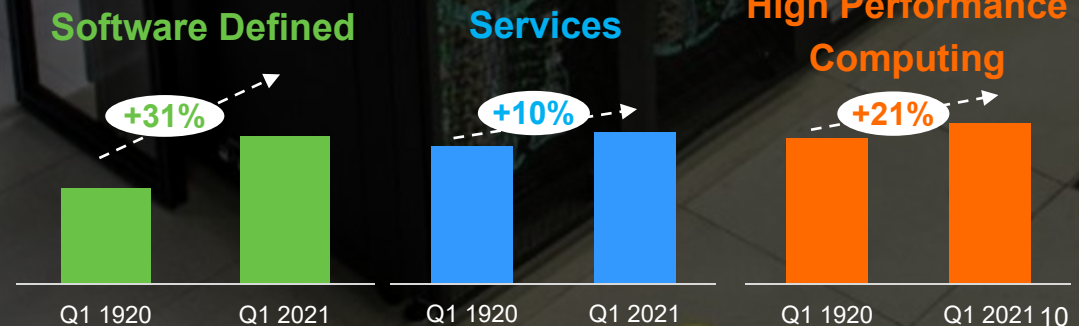 Software Defined
+31%
Q1 1920
Q1 2021
Services
+10%
Q1 1920
Q1 2021
High Performance
Computing
+21%
Q1 1920
Q1 2021
10